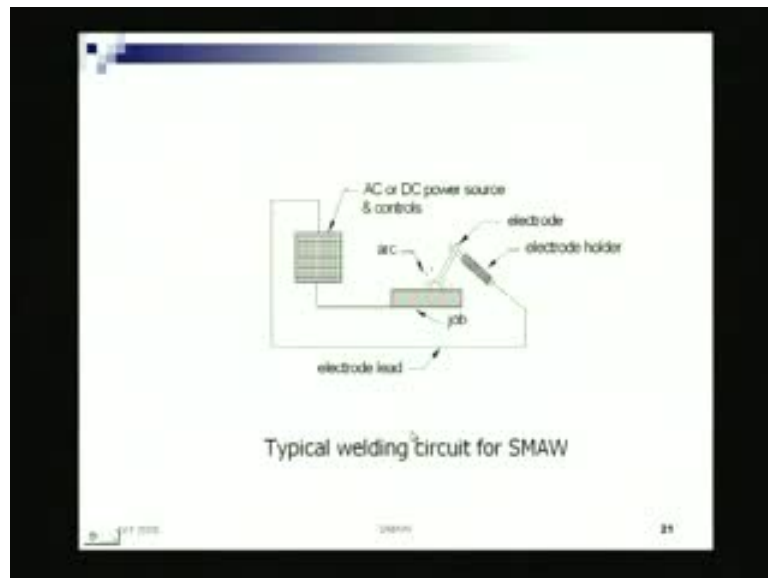 AC or DC power source
& controls
electrode
arc
electrode holder
job
electrode lead
Typical welding circuit for SMAW
21